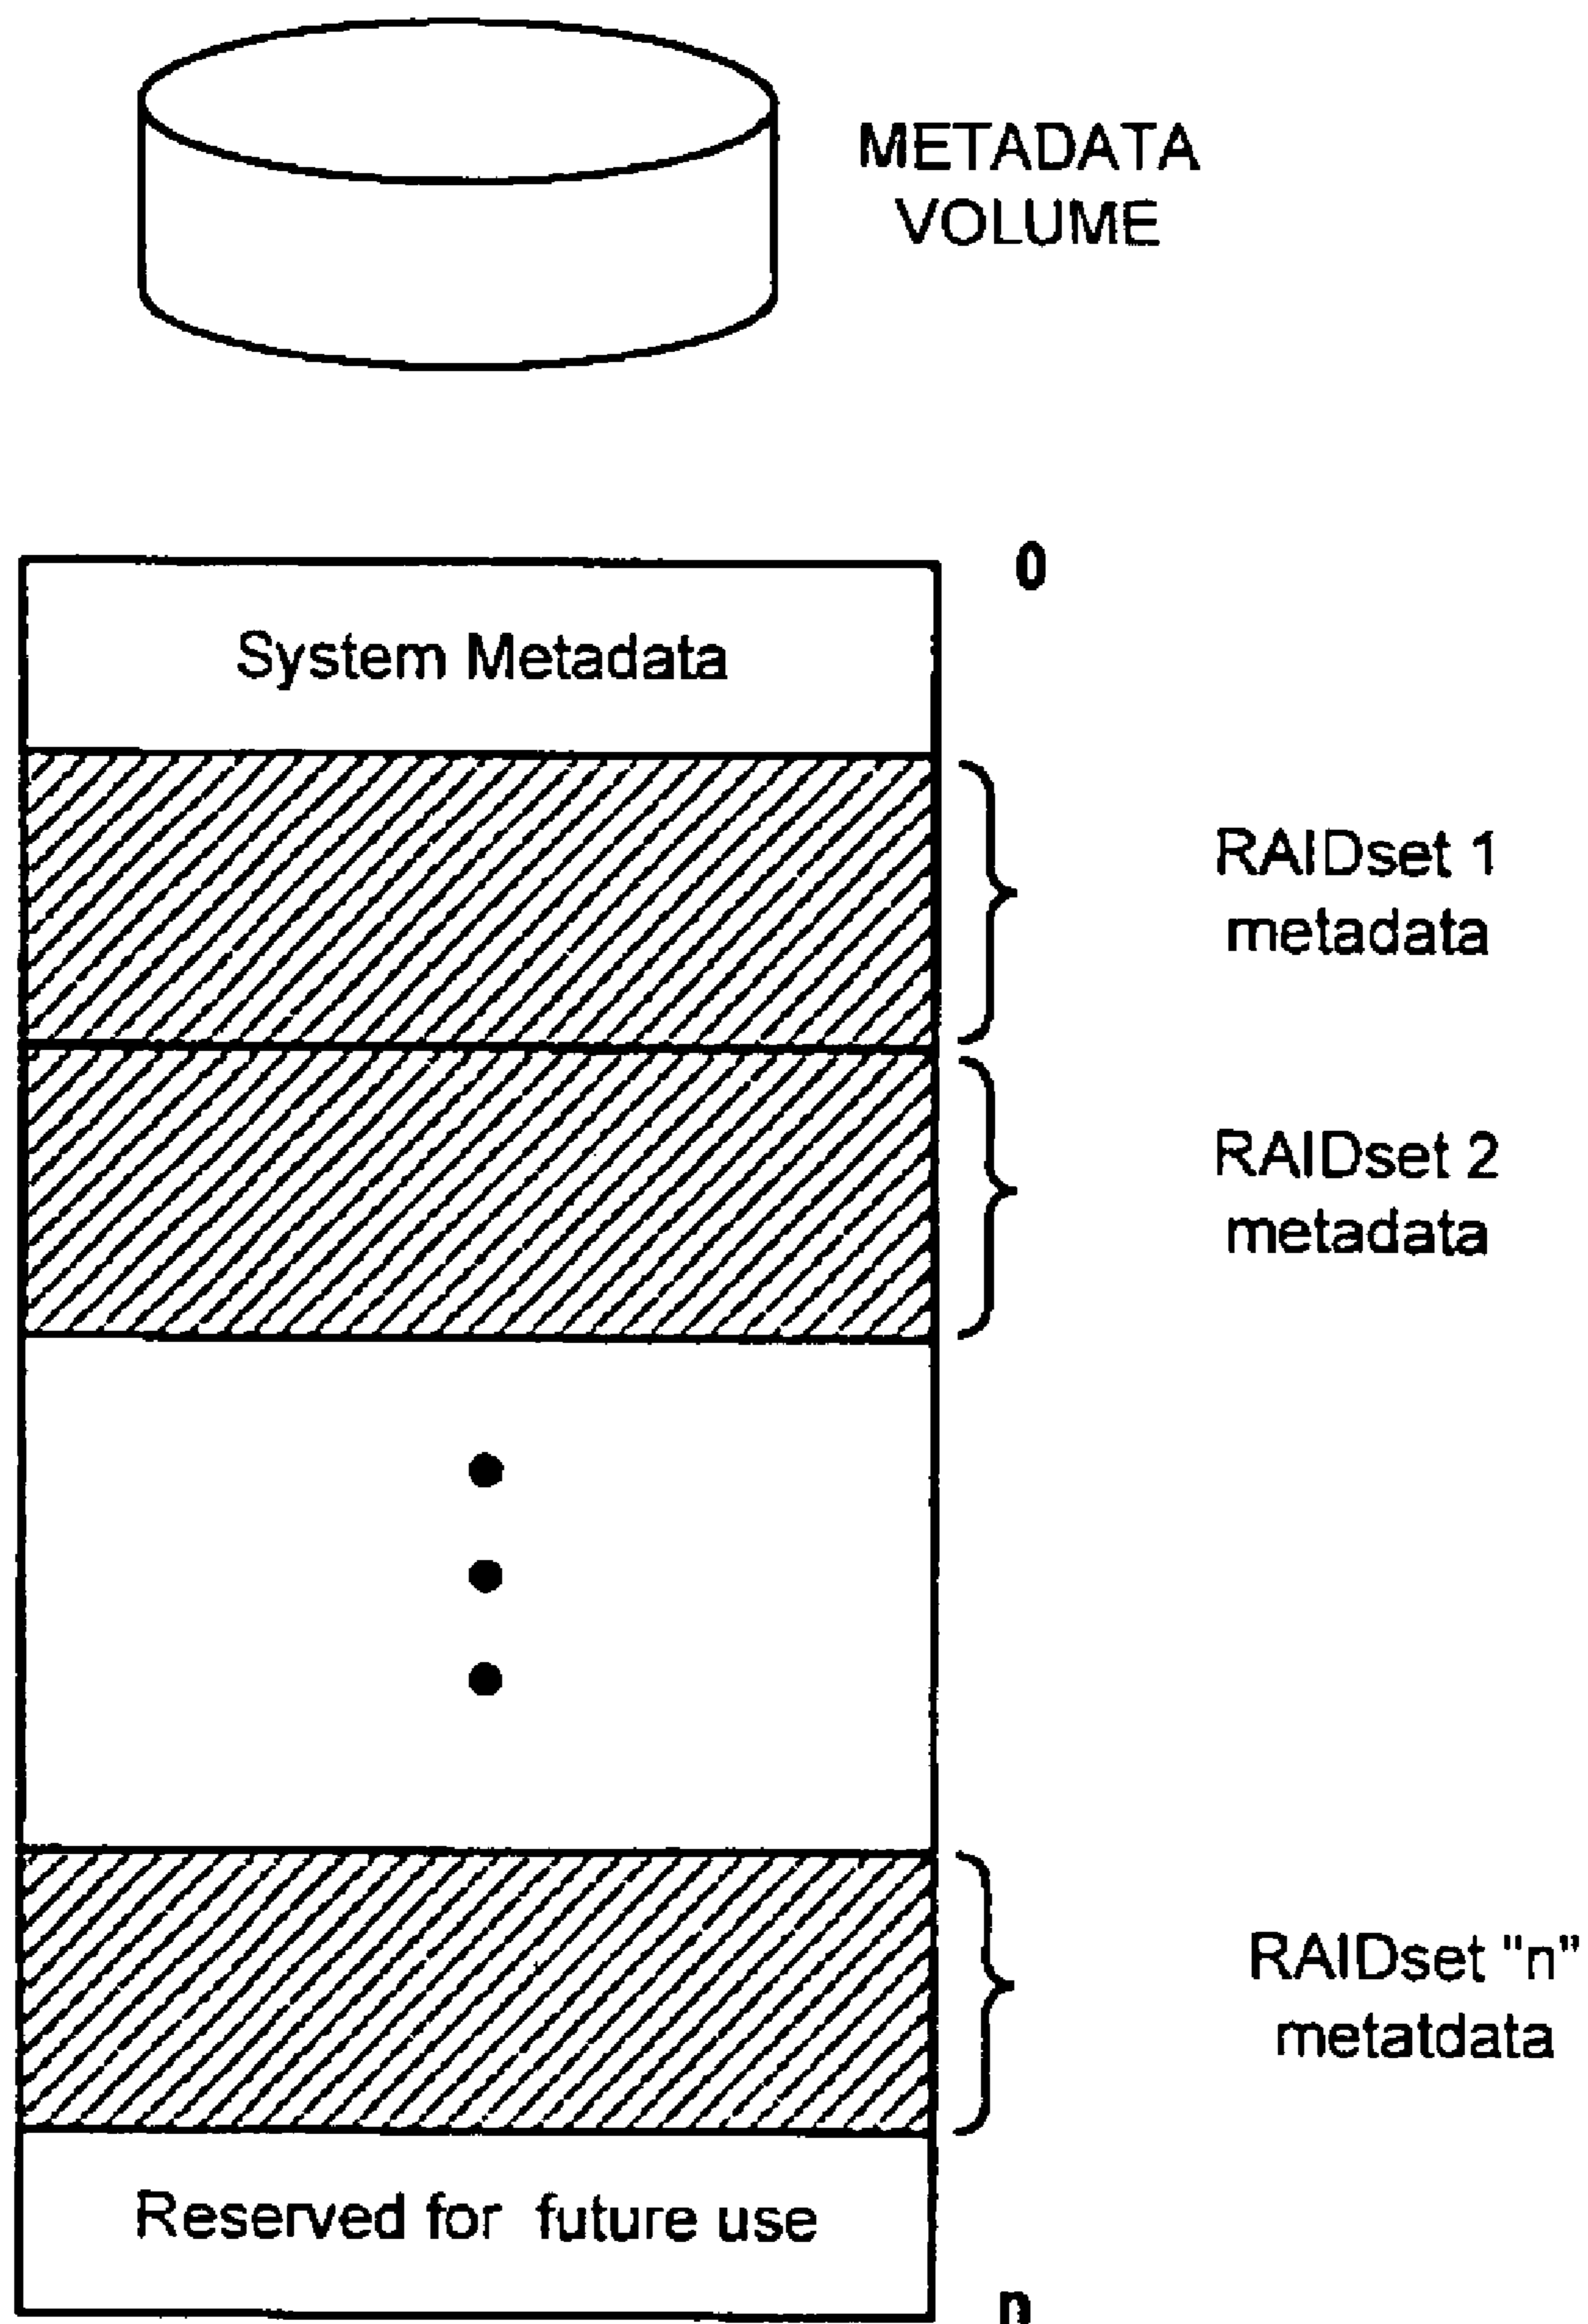 METADATA
VOLUME
0
System Metadata
RAIDset 1
metadata
RAIDset 2
metadata
RAIDset "n"
metatdata
Reserved for future use
n